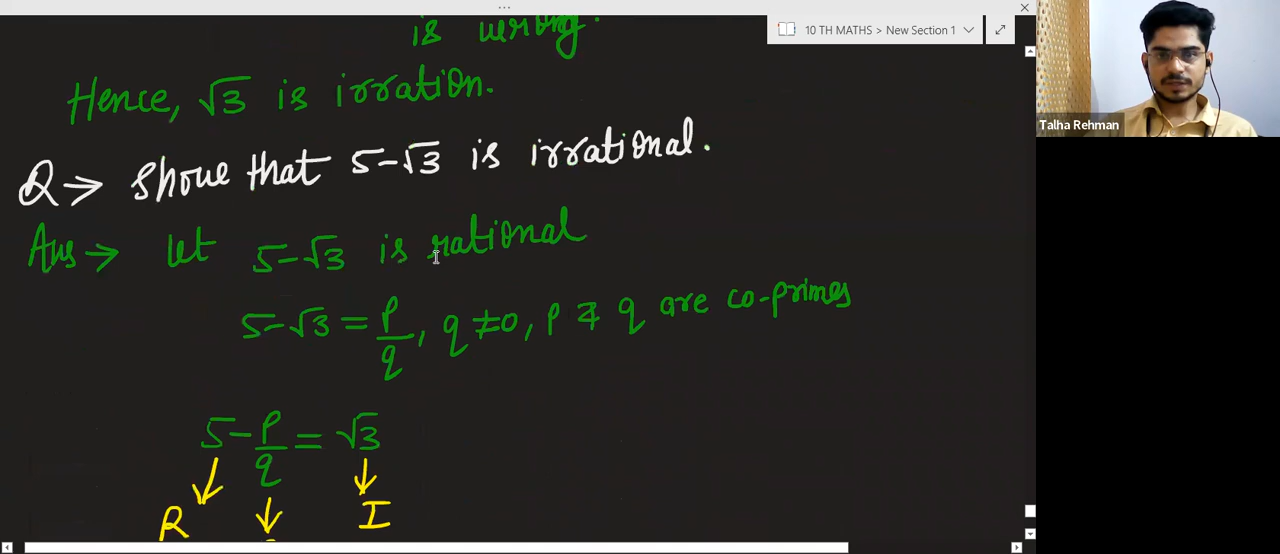 is wrong.
10 TH MATHS > New Section 1
Talha Rehman
Hence, √3 is irration.
Q → Show that 5-√3 is irrational.
Ans → let 5-√3 is rational
5-√3 = p/q, q ≠ 0, p & q are co-primes
5 - p/q = √3
R I